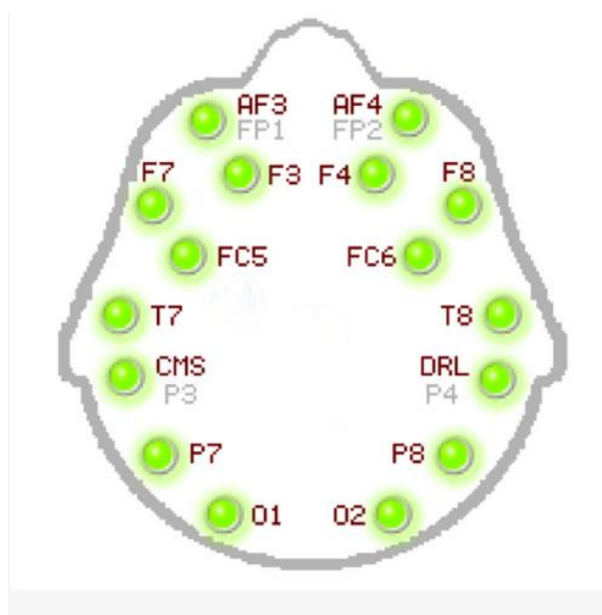 AF3 AF4
FP1 FP2
F7 F3 F4 F8
FC5 FC6
T7 T8
CMS DRL
P3 P4
P7 P8
O1 O2